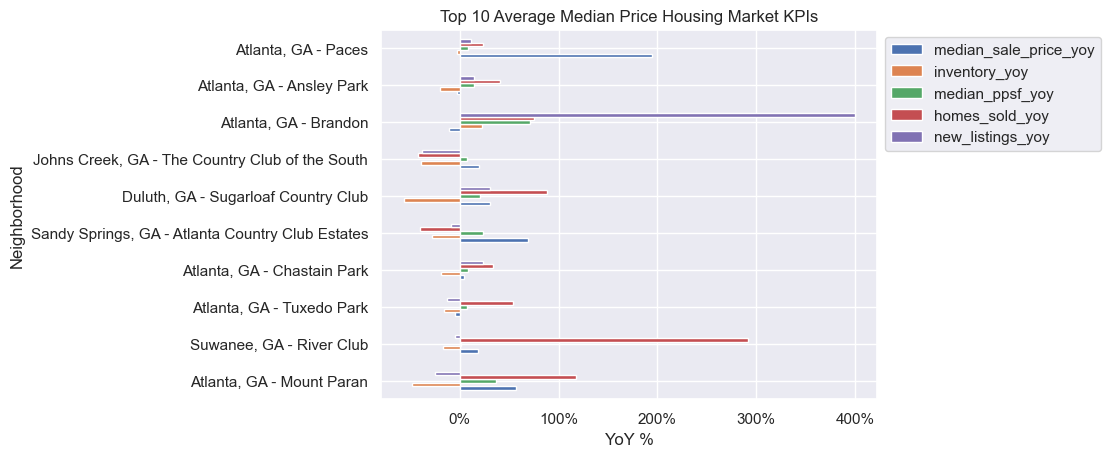 Top 10 Average Median Price Housing Market KPIs
Neighborhood
Atlanta, GA - Paces
Atlanta, GA - Ansley Park
Atlanta, GA - Brandon
Johns Creek, GA - The Country Club of the South
Duluth, GA - Sugarloaf Country Club
Sandy Springs, GA - Atlanta Country Club Estates
Atlanta, GA - Chastain Park
Atlanta, GA - Tuxedo Park
Suwanee, GA - River Club
Atlanta, GA - Mount Paran
0% 100% 200% 300% 400%
YoY %
median_sale_price_yoy
inventory_yoy
median_ppsf_yoy
homes_sold_yoy
new_listings_yoy